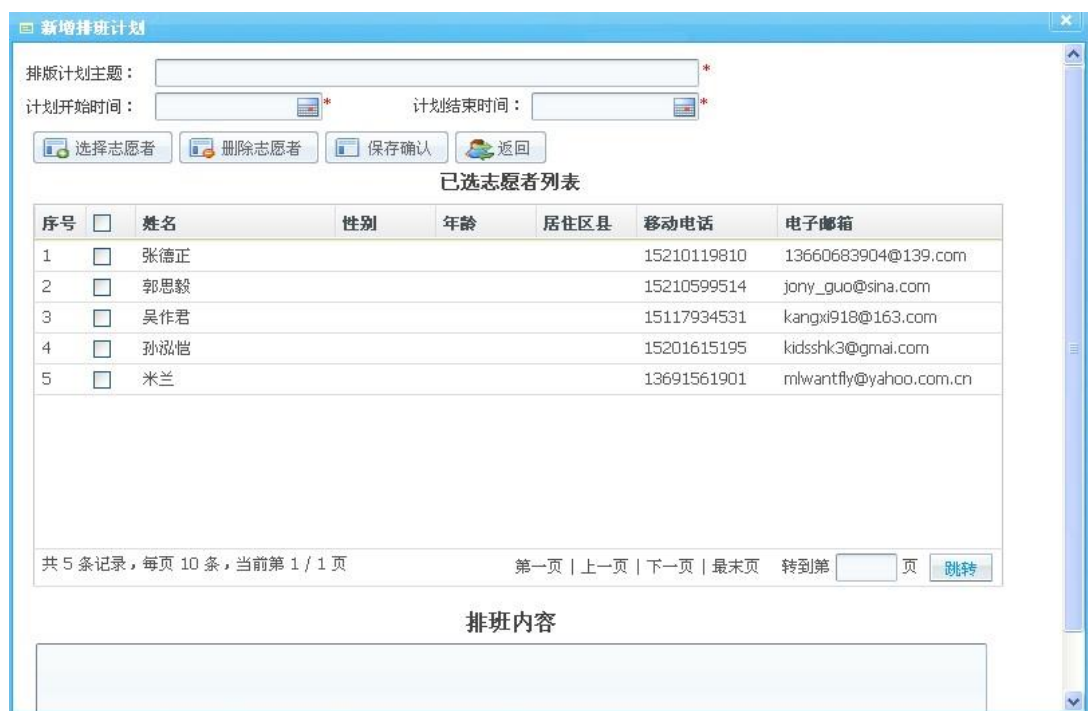 新增排班计划
排版计划主题：*
计划开始时间：* 计划结束时间：*
选择志愿者 删除志愿者 保存确认 返回
已选志愿者列表
序号 姓名 性别 年龄 居住区县 移动电话 电子邮箱
1 张德正 15210119810 13660683904@139.com
2 郭思毅 15210599514 jony_guo@sina.com
3 吴作君 15117934531 kangxi918@163.com
4 孙泓恺 15201615195 kidsshk3@gmai.com
5 米兰 13691561901 mlwantfly@yahoo.com.cn
共 5 条记录，每页 10 条，当前第 1 / 1 页 第一页 | 上一页 | 下一页 | 最末页 转到第 页 跳转
排班内容